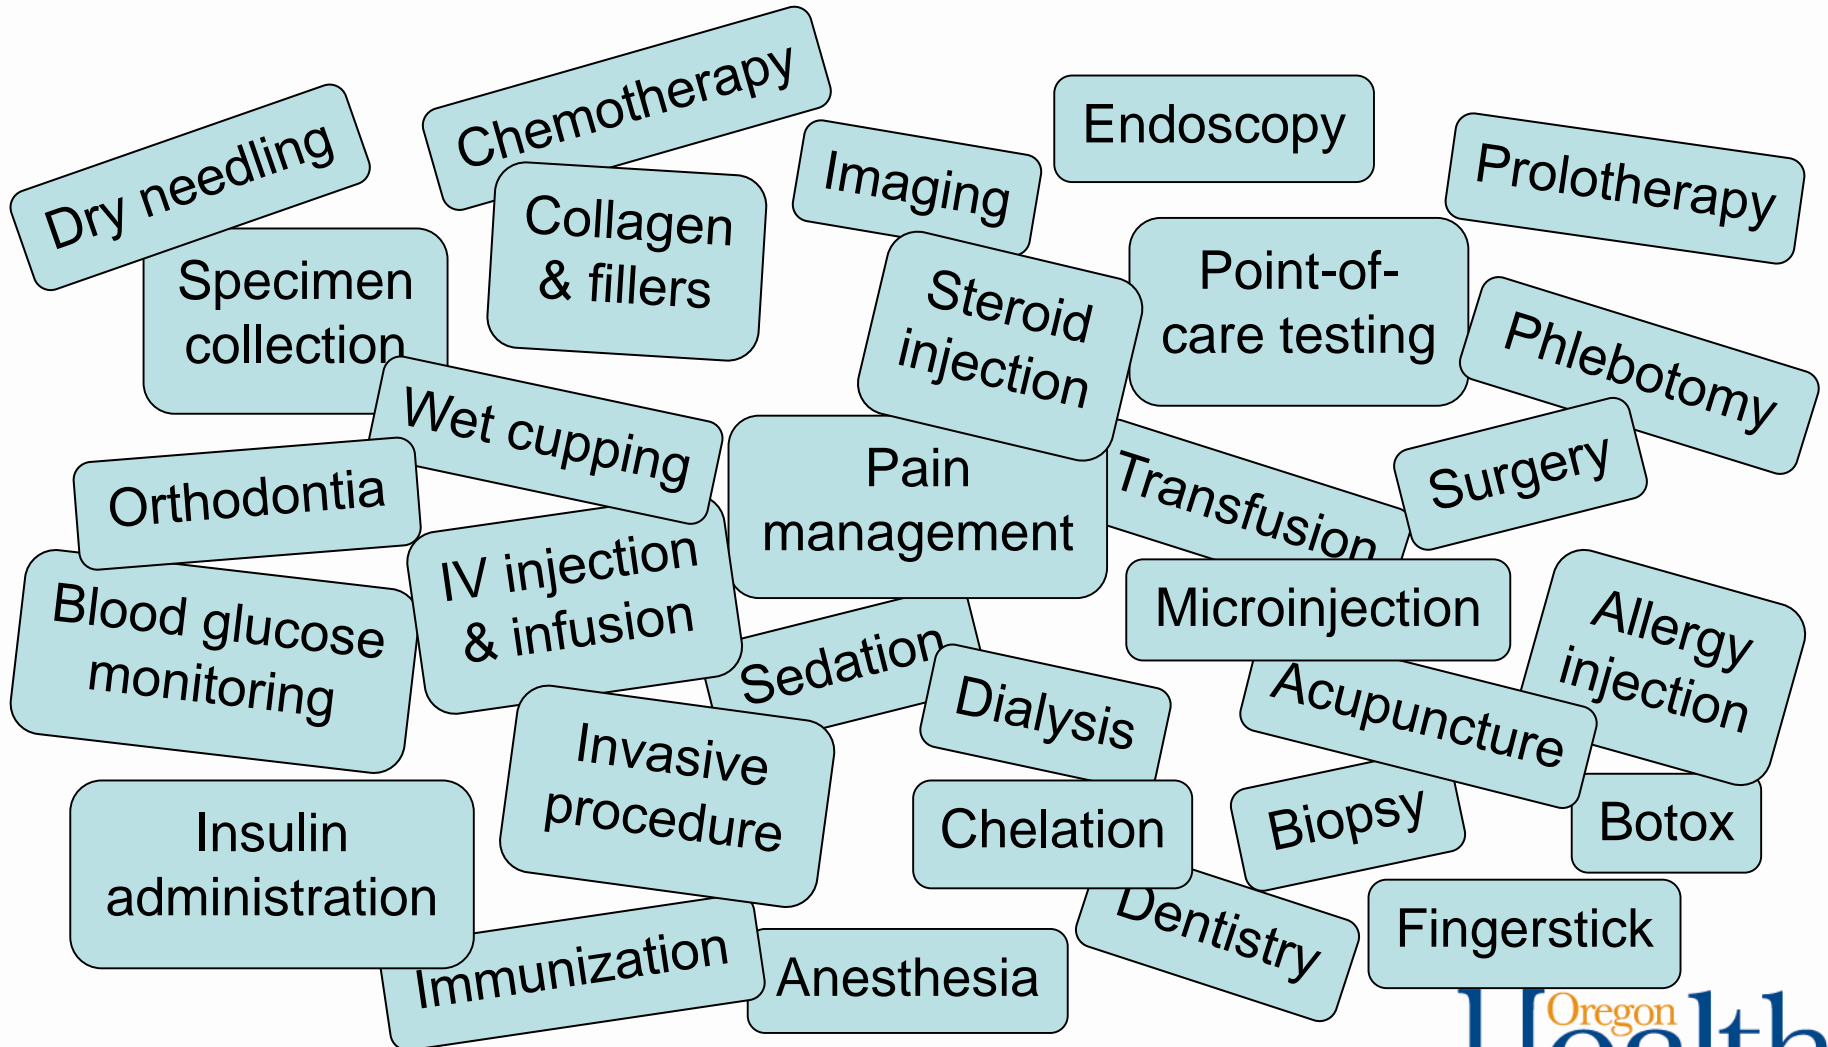 Chemotherapy
Endoscopy
Dry needling
Imaging
Prolotherapy
Collagen
& fillers
Specimen
collection
Steroid
injection
Point-of-
care testing
Phlebotomy
Wet cupping
Orthodontia
Pain
management
Transfusion
Surgery
IV injection
& infusion
Blood glucose
monitoring
Microinjection
Allergy
injection
Sedation
Dialysis
Acupuncture
Invasive
procedure
Insulin
administration
Chelation
Biopsy
Botox
Dentistry
Fingerstick
Immunization
Anesthesia
Oregon
Health